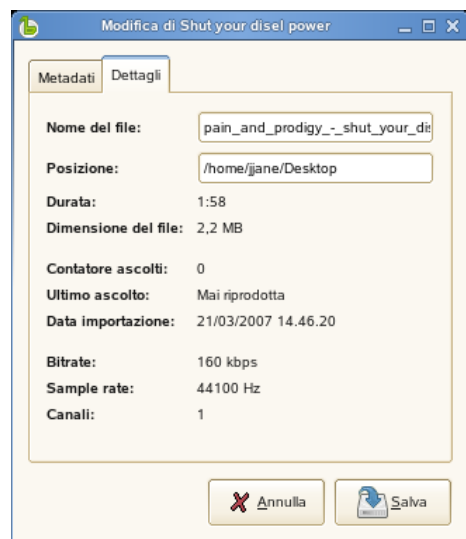 Modifica di Shut your disel power
Metadati Dettagli
Nome del file: pain_and_prodigy_-_shut_your_di
Posizione: /home/jjane/Desktop
Durata: 1:58
Dimensione del file: 2,2 MB
Contatore ascolti: 0
Ultimo ascolto: Mai riprodotta
Data importazione: 21/03/2007 14.46.20
Bitrate: 160 kbps
Sample rate: 44100 Hz
Canali: 1
Annulla Salva